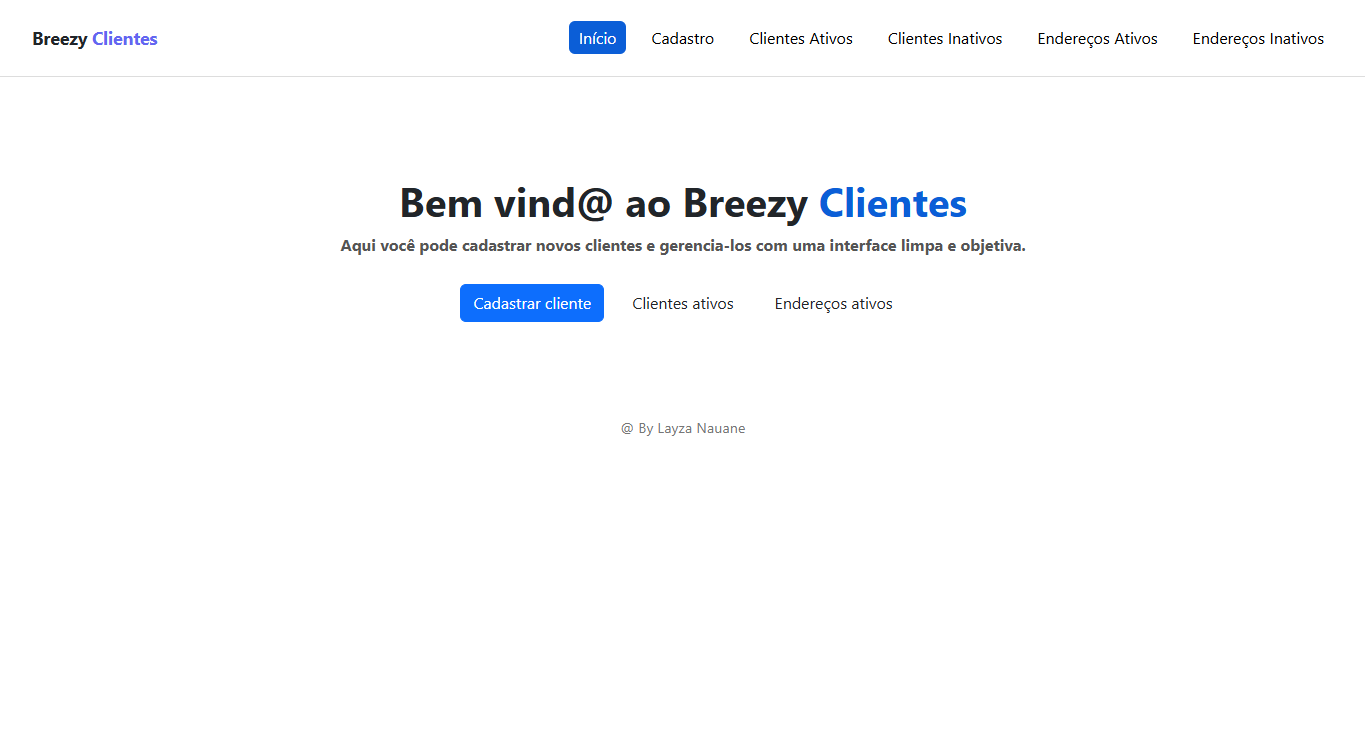 Breezy Clientes Início Cadastro Clientes Ativos Clientes Inativos Endereços Ativos Endereços Inativos
Bem vind@ ao Breezy Clientes
Aqui você pode cadastrar novos clientes e gerencia-los com uma interface limpa e objetiva.
Cadastrar cliente Clientes ativos Endereços ativos
@ By Layza Nauane